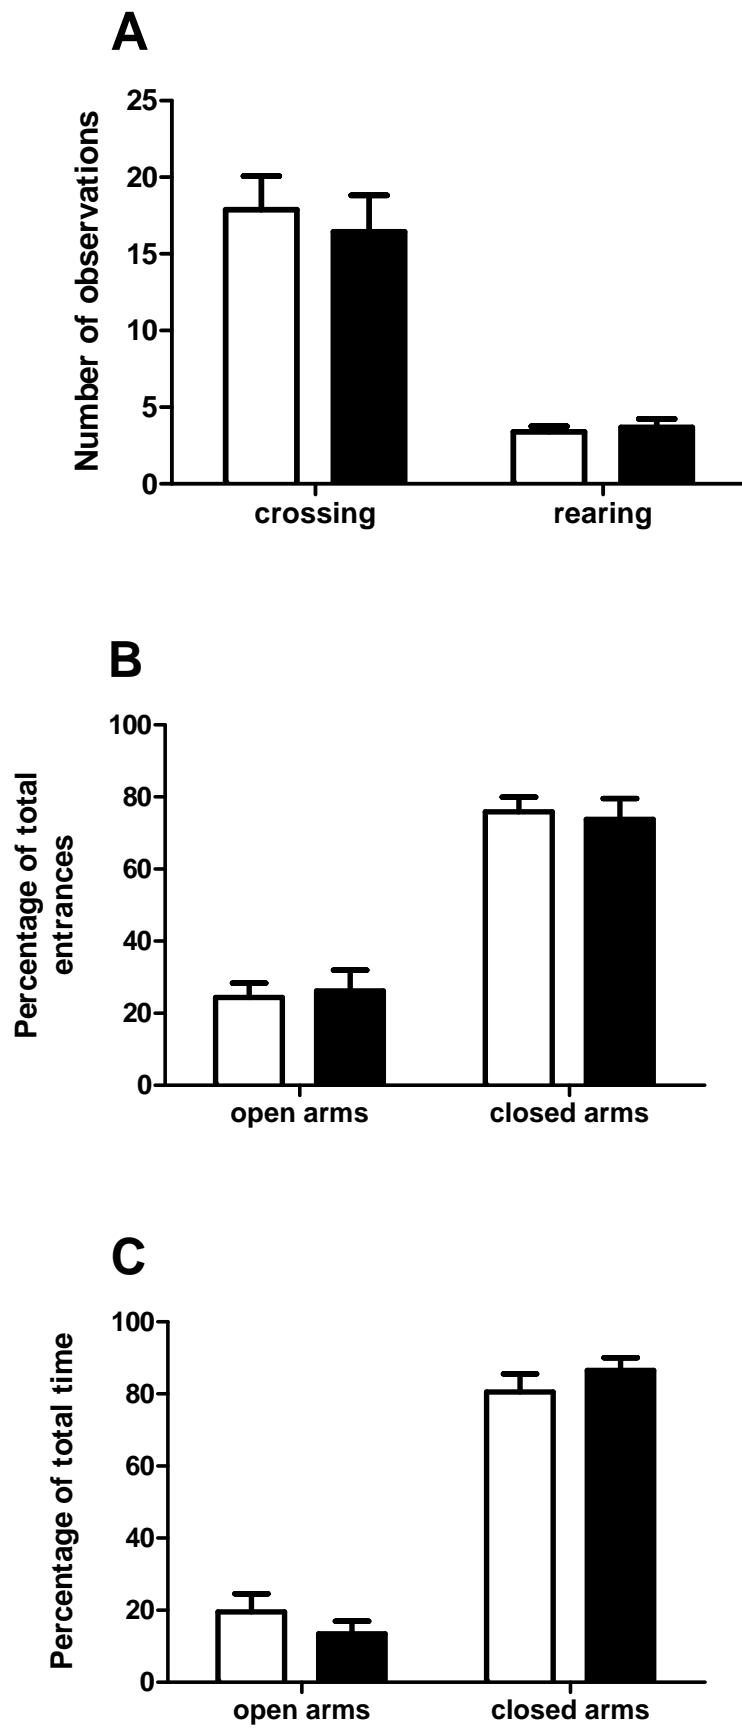 A
Number of observations
25
20
15
10
5
0
crossing rearing
B
Percentage of total
entrances
100
80
60
40
20
0
open arms closed arms
C
Percentage of total time
100
80
60
40
20
0
open arms closed arms